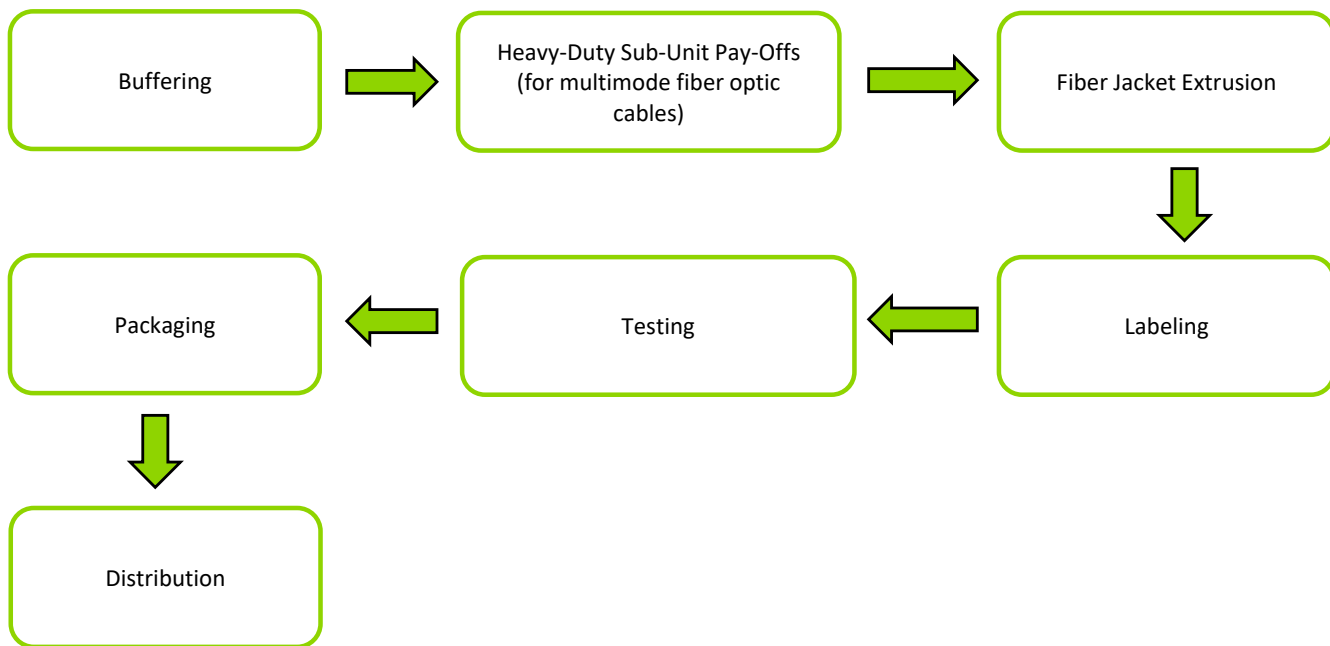 Buffering
Heavy-Duty Sub-Unit Pay-Offs
(for multimode fiber optic
cables)
Fiber Jacket Extrusion
Labeling
Testing
Packaging
Distribution